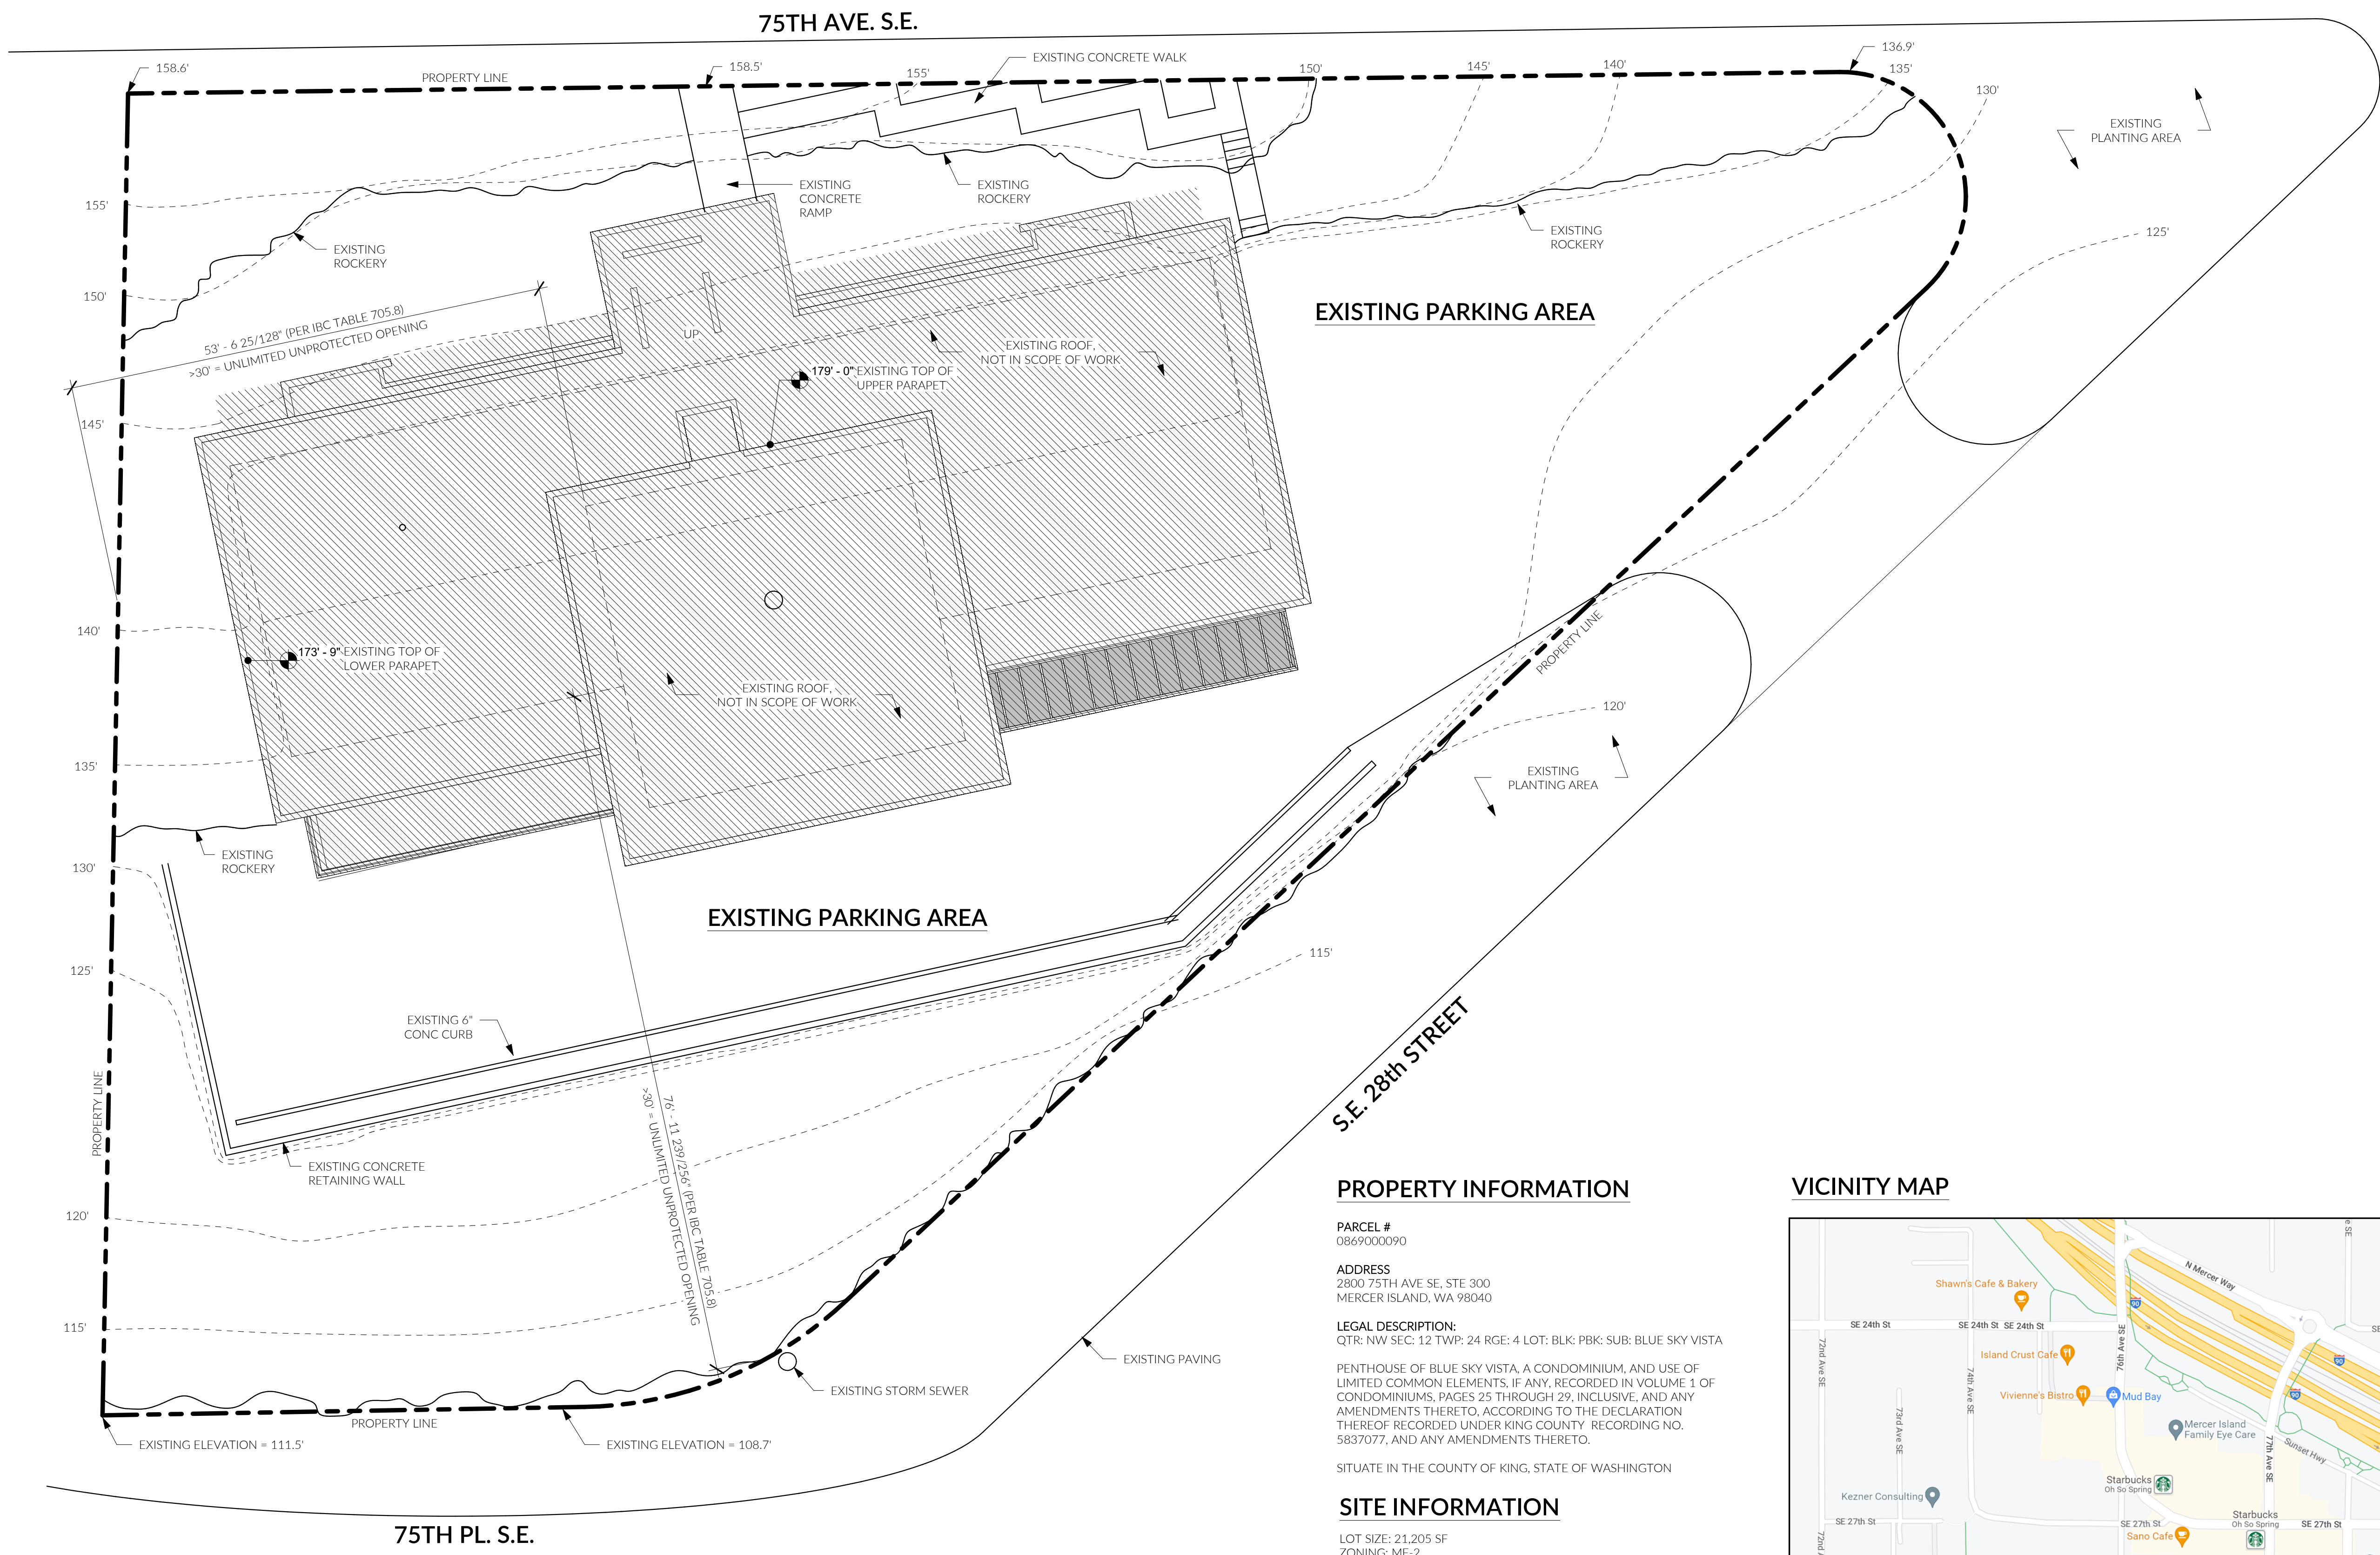 75TH AVE. S.E.
158.6'
PROPERTY LINE
158.5'
155'
EXISTING CONCRETE WALK
150'
145'
140'
136.9'
135'
130'
EXISTING
PLANTING AREA
125'
EXISTING
CONCRETE
RAMP
EXISTING
ROCKERY
EXISTING
ROCKERY
155'
EXISTING
ROCKERY
150'
53' - 6 25/128" (PER IBC TABLE 705.8)
>30' = UNLIMITED UNPROTECTED OPENING
UP
EXISTING PARKING AREA
EXISTING ROOF,
NOT IN SCOPE OF WORK
179' - 0" EXISTING TOP OF
UPPER PARAPET
145'
140'
173' - 9" EXISTING TOP OF
LOWER PARAPET
EXISTING ROOF,
NOT IN SCOPE OF WORK
PROPERTY LINE
120'
EXISTING
PLANTING AREA
135'
EXISTING
ROCKERY
130'
EXISTING PARKING AREA
125'
115'
EXISTING 6"
CONC CURB
S.E. 28th STREET
PROPERTY LINE
76' - 11 239/256" (PER IBC TABLE 705.8)
>30' = UNLIMITED UNPROTECTED OPENING
EXISTING CONCRETE
RETAINING WALL
120'
115'
EXISTING PAVING
EXISTING STORM SEWER
PROPERTY LINE
EXISTING ELEVATION = 111.5'
EXISTING ELEVATION = 108.7'
75TH PL. S.E.
PROPERTY INFORMATION
PARCEL #
0869000090
ADDRESS
2800 75TH AVE SE, STE 300
MERCER ISLAND, WA 98040
LEGAL DESCRIPTION:
QTR: NW SEC: 12 TWP: 24 RGE: 4 LOT: BLK: PBK: SUB: BLUE SKY VISTA
PENTHOUSE OF BLUE SKY VISTA, A CONDOMINIUM, AND USE OF
LIMITED COMMON ELEMENTS, IF ANY, RECORDED IN VOLUME 1 OF
CONDOMINIUMS, PAGES 25 THROUGH 29, INCLUSIVE, AND ANY
AMENDMENTS THERETO, ACCORDING TO THE DECLARATION
THEREOF RECORDED UNDER KING COUNTY RECORDING NO.
5837077, AND ANY AMENDMENTS THERETO.
SITUATE IN THE COUNTY OF KING, STATE OF WASHINGTON
SITE INFORMATION
LOT SIZE: 21,205 SF
ZONING: MF-2
VICINITY MAP
N Mercer Way
Shawn's Cafe & Bakery
90
SE 24th St
SE 24th St
SE 24th St
72nd Ave SE
74th Ave SE
76th Ave SE
Island Crust Cafe
90
Vivienne's Bistro
Mud Bay
90
73rd Ave SE
Mercer Island
Family Eye Care
77th Ave SE
Sunset Hwy
Starbucks
Oh So Spring
Kezner Consulting
Starbucks
Oh So Spring
SE 27th St
SE 27th St
SE 27th St
Sano Cafe